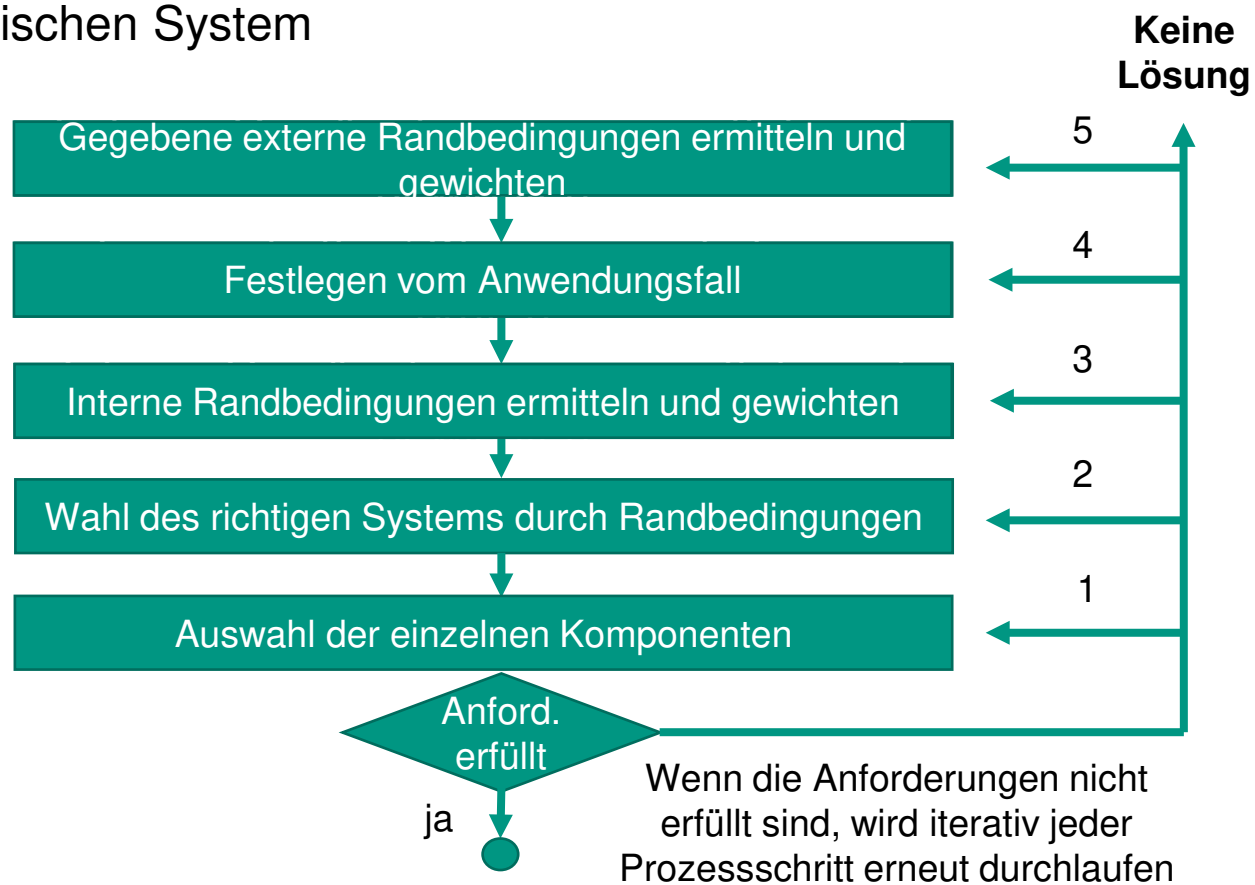 ischen System
Keine
Lösung
Gegebene externe Randbedingungen ermitteln und
gewichten
5
Festlegen vom Anwendungsfall
4
Interne Randbedingungen ermitteln und gewichten
3
Wahl des richtigen Systems durch Randbedingungen
2
Auswahl der einzelnen Komponenten
1
Anford.
erfüllt
ja
Wenn die Anforderungen nicht
erfüllt sind, wird iterativ jeder
Prozessschritt erneut durchlaufen